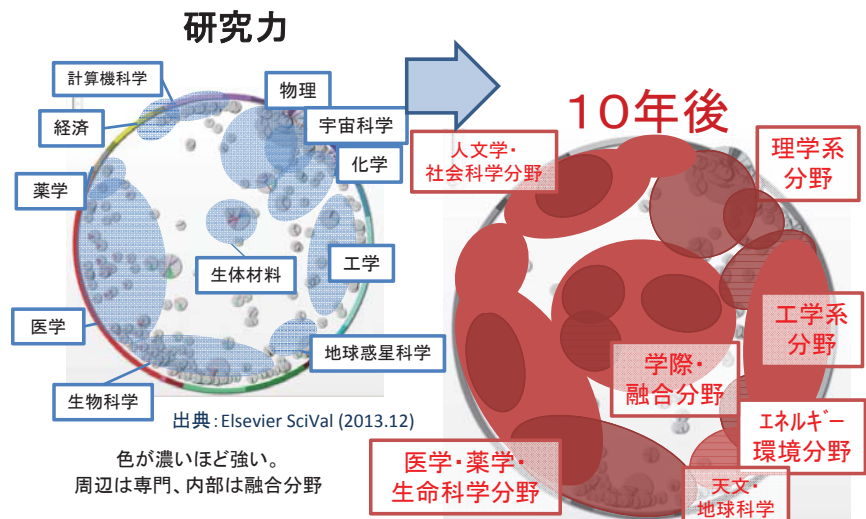 研究力
計算機科学
物理
経済
宇宙科学
化学
薬学
生体材料
工学
医学
地球惑星科学
生物科学
出典：Elsevier SciVal (2013.12)
色が濃いほど強い。
周辺は専門、内部は融合分野
１０年後
人文学・
社会科学分野
理学系
分野
工学系
分野
学際・
融合分野
エネルギー
環境分野
医学・薬学・
生命科学分野
天文・
地球科学